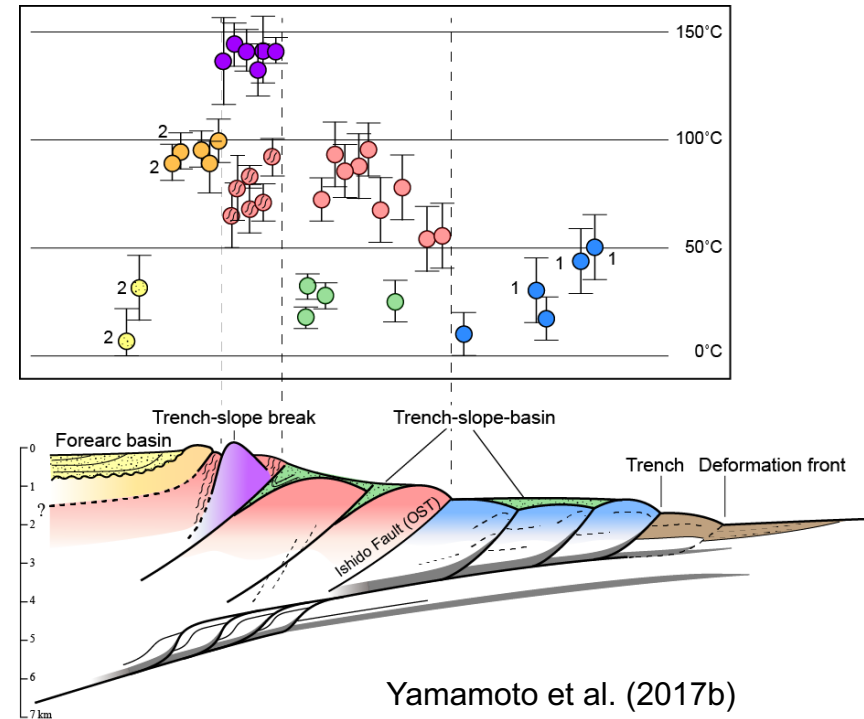 150°C
2
100°C
2
50°C
1
1
2
1
2
0°C
Trench-slope break
Trench-slope-basin
Forearc basin
Trench
Deformation front
0
1
?
2
3
4
5
6
7 km
Ishido Fault (OST)
Yamamoto et al. (2017b)